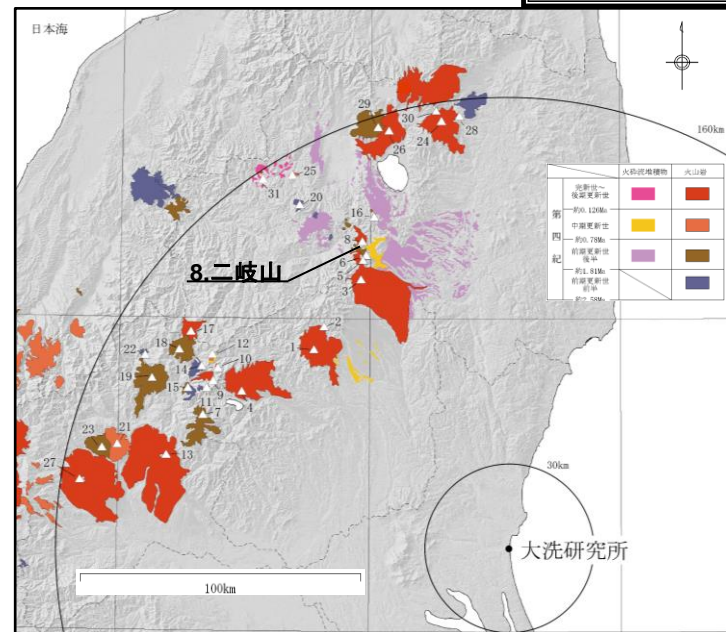 日本海
160km
29
30
24
28
26
25
31
20
16
8
6
5
3
8.二岐山
17
2
18
12
1
22
14
10
19
15
9
4
11
7
23
21
13
27
30km
大洗研究所
100km
火砕流堆積物
火山岩
第四紀
完新世～
後期更新世
約0.126Ma
中期更新世
約0.78Ma
前期更新世
後半
約1.81Ma
前期更新世
前半
約2.58Ma